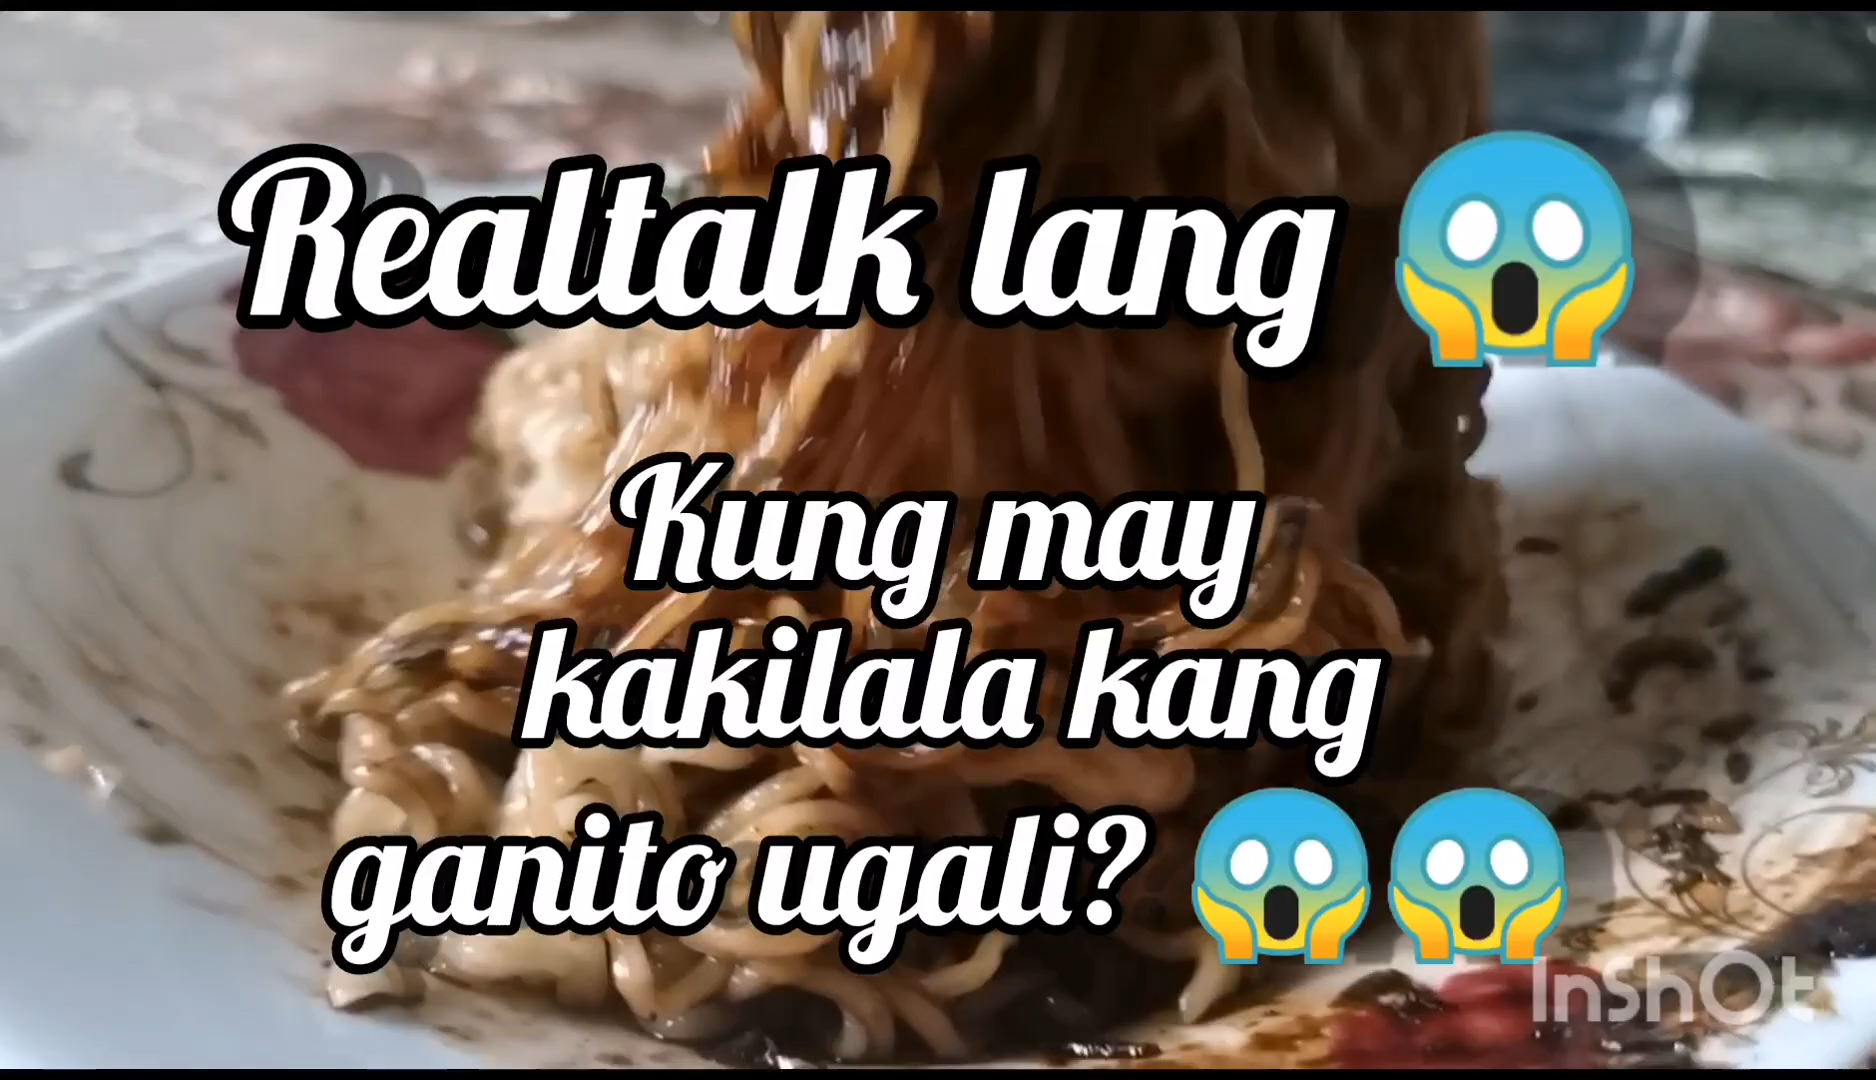 Realtalk lang 😱
Kung may
kakilala kang
ganito ugali? 😱😱
InShOt